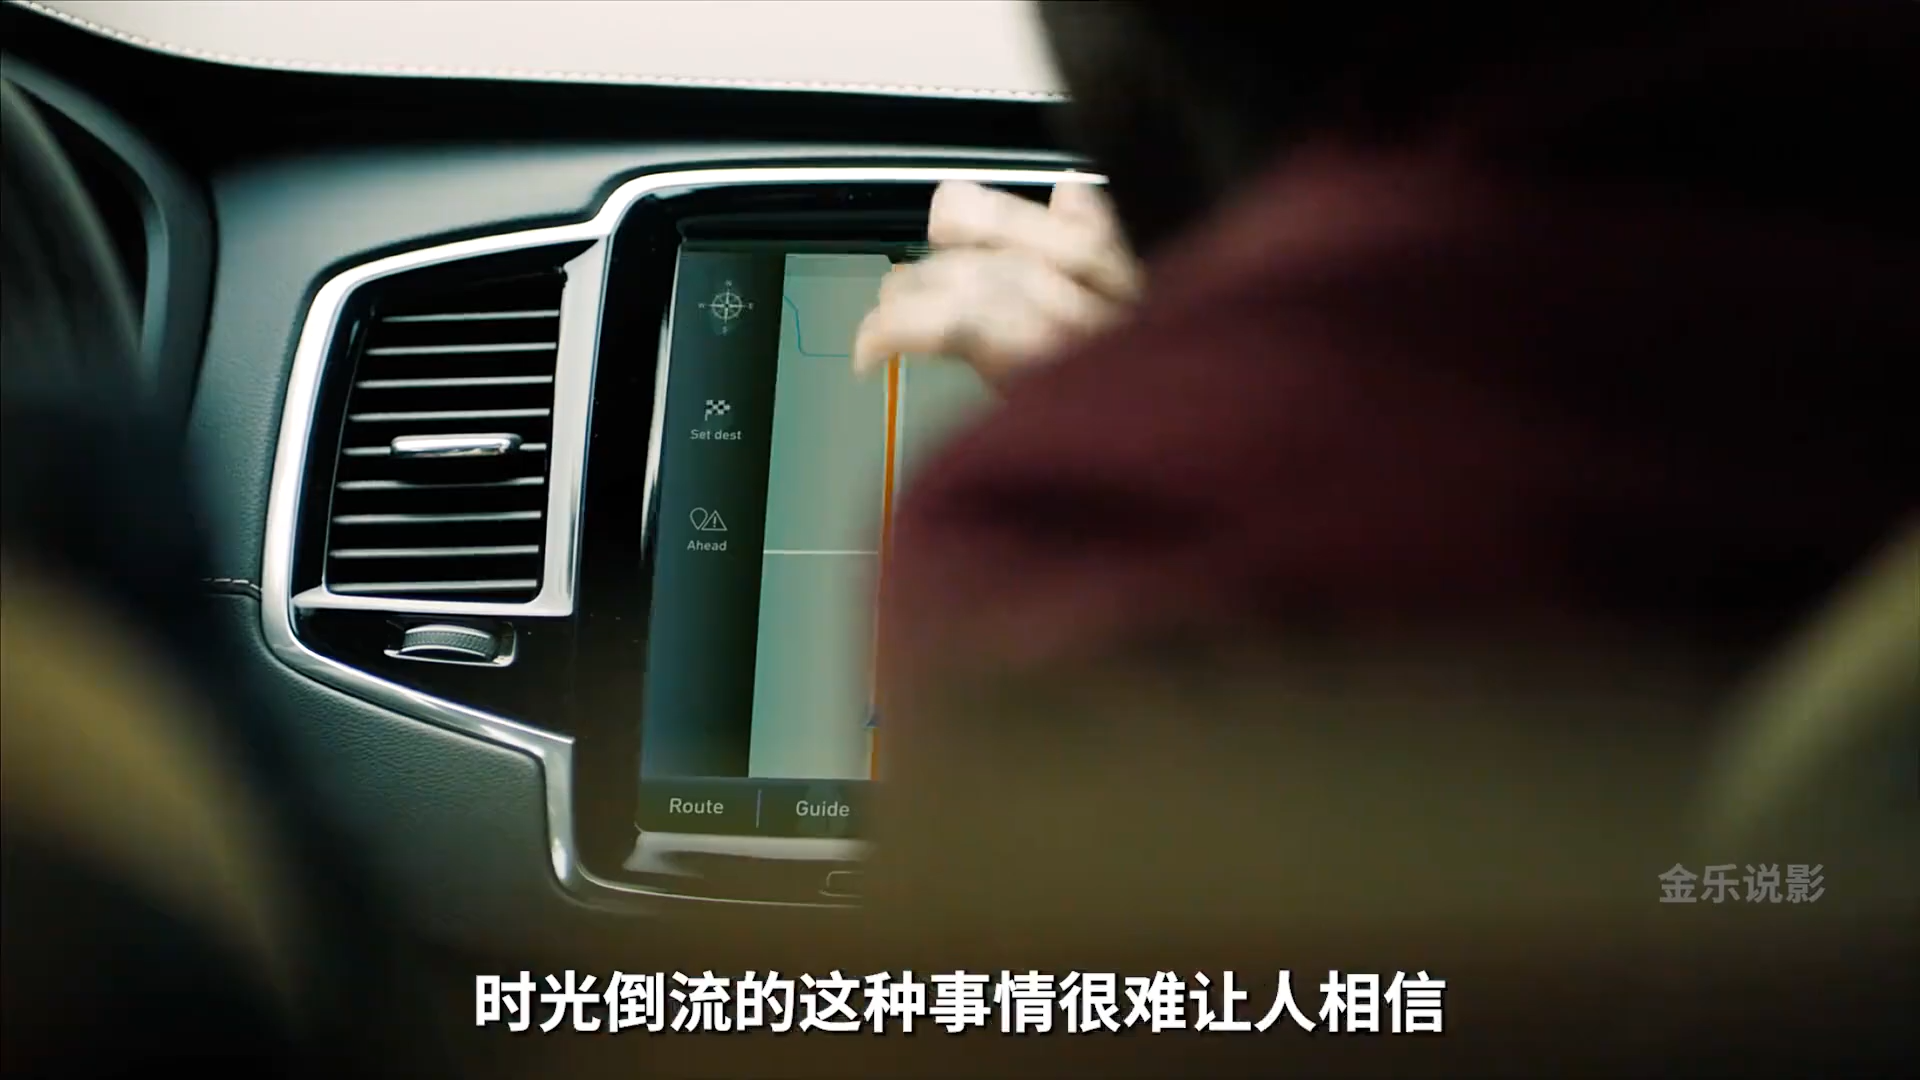 N
W
E
S
Set dest
Ahead
Route
Guide
金乐说影
时光倒流的这种事情很难让人相信